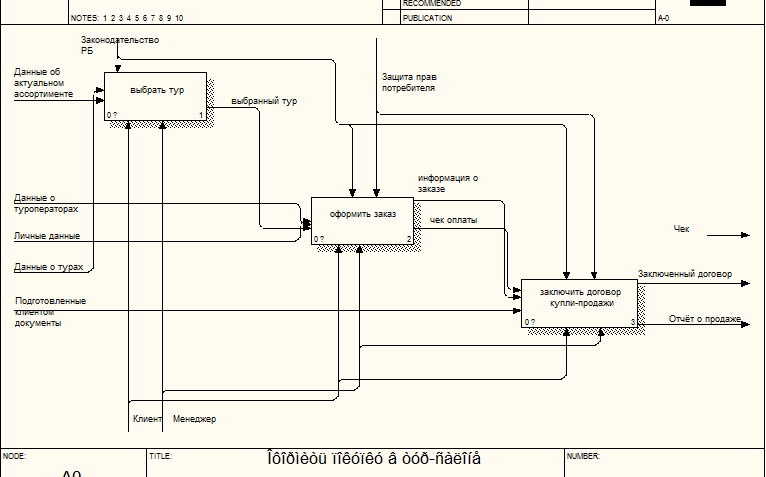 RECOMMENDED
NOTES: 1 2 3 4 5 6 7 8 9 10
PUBLICATION
A-0
Законодательство
РБ
Данные об
актуальном
ассортименте
выбрать тур
0 ?
1
выбранный тур
Защита прав
потребителя
Данные о
туроператорах
Личные данные
Данные о турах
оформить заказ
0 ?
2
информация о
заказе
чек оплаты
Чек
Подготовленные
клиентом
документы
заключить договор
купли-продажи
0 ?
3
Заключенный договор
Отчёт о продаже
Клиент
Менеджер
NODE:
A0
TITLE:
Îôîðìèòü ïîêóïêó â òóð-ñàëîíå
NUMBER: